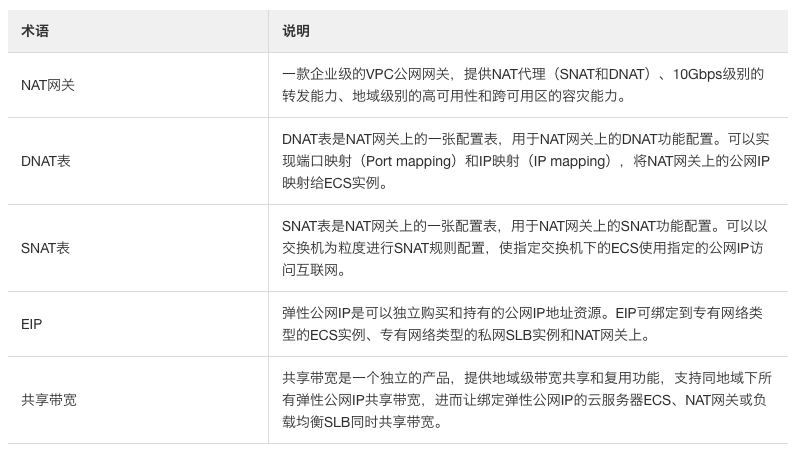 术语
说明
NAT网关
一款企业级的VPC公网网关，提供NAT代理（SNAT和DNAT）、10Gbps级别的
转发能力、地域级别的高可用性和跨可用区的容灾能力。
DNAT表
DNAT表是NAT网关上的一张配置表，用于NAT网关上的DNAT功能配置。可以实
现端口映射（Port mapping）和IP映射（IP mapping），将NAT网关上的公网IP
映射给ECS实例。
SNAT表
SNAT表是NAT网关上的一张配置表，用于NAT网关上的SNAT功能配置。可以以
交换机为粒度进行SNAT规则配置，使指定交换机下的ECS使用指定的公网IP访
问互联网。
EIP
弹性公网IP是可以独立购买和持有的公网IP地址资源。EIP可绑定到专有网络类
型的ECS实例、专有网络类型的私网SLB实例和NAT网关上。
共享带宽
共享带宽是一个独立的产品，提供地域级带宽共享和复用功能，支持同地域下所
有弹性公网IP共享带宽，进而让绑定弹性公网IP的云服务器ECS、NAT网关或负
载均衡SLB同时共享带宽。